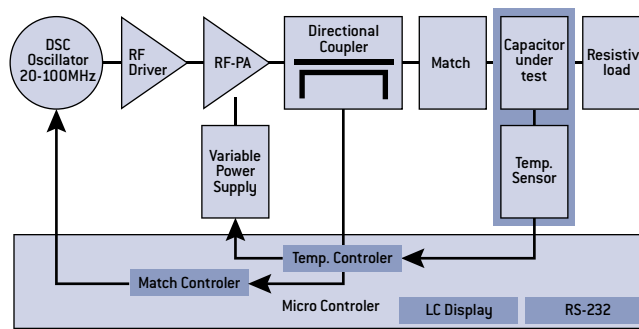 DSC
Oscillator
20-100MHz
RF
Driver
RF-PA
Directional
Coupler
Match
Capacitor
under
test
Resistive
load
Variable
Power
Supply
Temp.
Sensor
Temp. Controler
Match Controler
Micro Controler
LC Display
RS-232